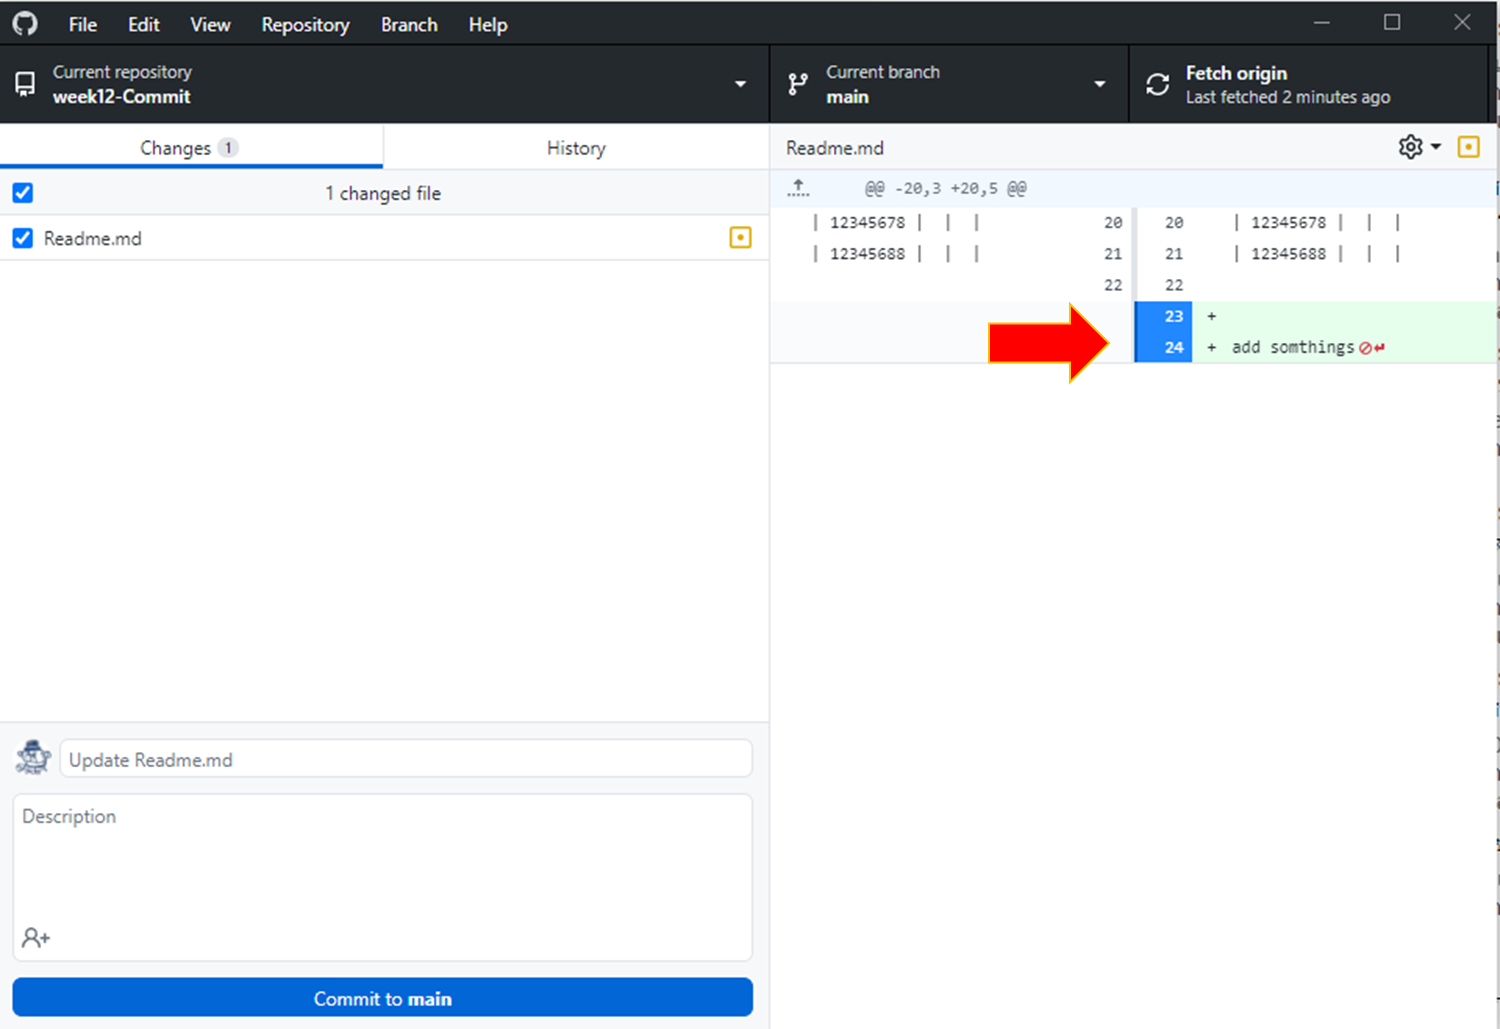 File Edit View Repository Branch Help
Current repository
week12-Commit
Current branch
main
Fetch origin
Last fetched 2 minutes ago
Changes 1
History
1 changed file
Readme.md
Readme.md
@@ -20,3 +20,5 @@
| 12345678 | | | 20 20 | 12345678 | | |
| 12345688 | | | 21 21 | 12345688 | | |
22 22
23 +
24 + add somthings
Update Readme.md
Description
Commit to main